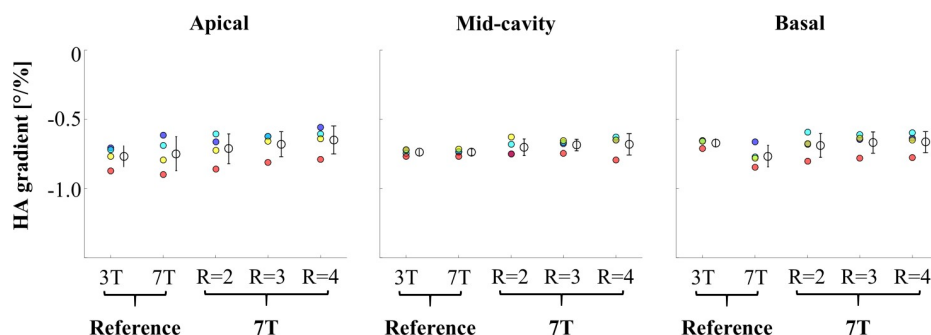 Apical Mid-cavity Basal
HA gradient [°/%]
0
-0.5
-1.0
3T 7T R=2 R=3 R=4 3T 7T R=2 R=3 R=4 3T 7T R=2 R=3 R=4
Reference 7T Reference 7T Reference 7T